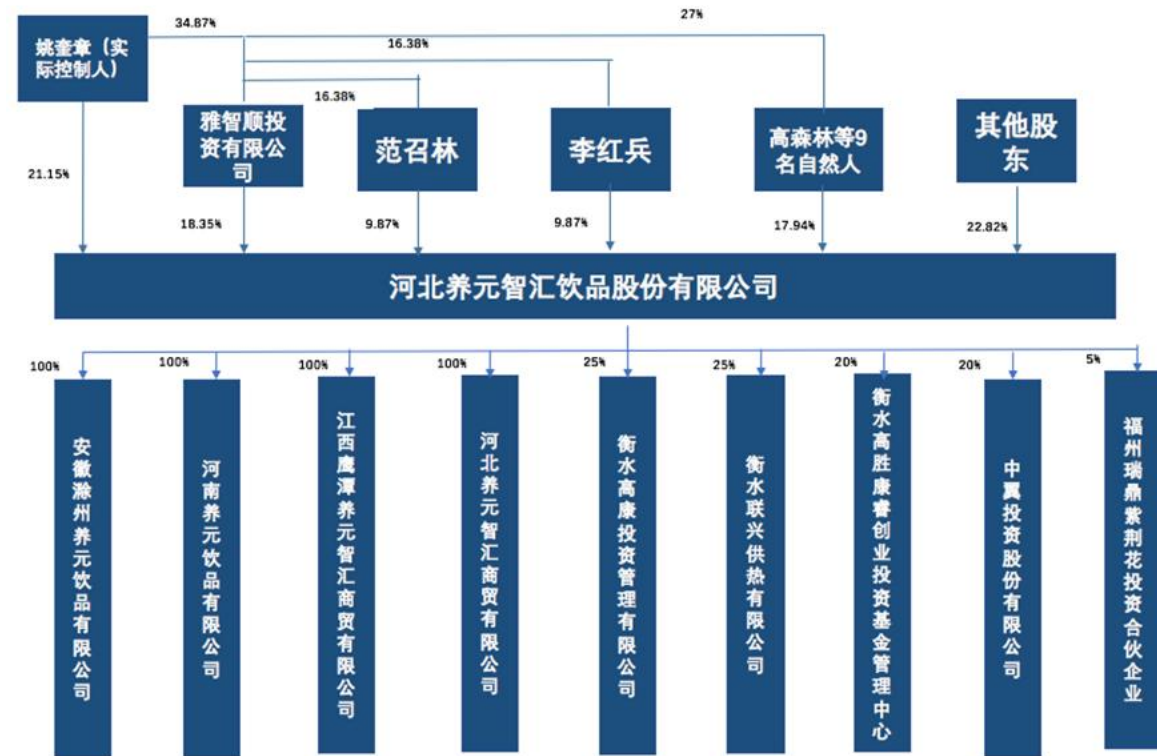 34.87%
27%
姚奎章（实
际控制人）
16.38%
16.38%
雅智顺投
资有限公
司
范召林
李红兵
高森林等9
名自然人
其他股
东
21.15%
18.35%
9.87%
9.87%
17.94%
22.82%
河北养元智汇饮品股份有限公司
100%
100%
100%
100%
25%
25%
20%
20%
5%
安徽滁州养元饮品有限公司
河南养元饮品有限公司
江西鹰潭养元智汇商贸有限公司
河北养元智汇商贸有限公司
衡水高康投资管理有限公司
衡水联兴供热有限公司
衡水高胜康睿创业投资基金管理中心
中冀投资股份有限公司
福州瑞鼎紫荆花投资合伙企业